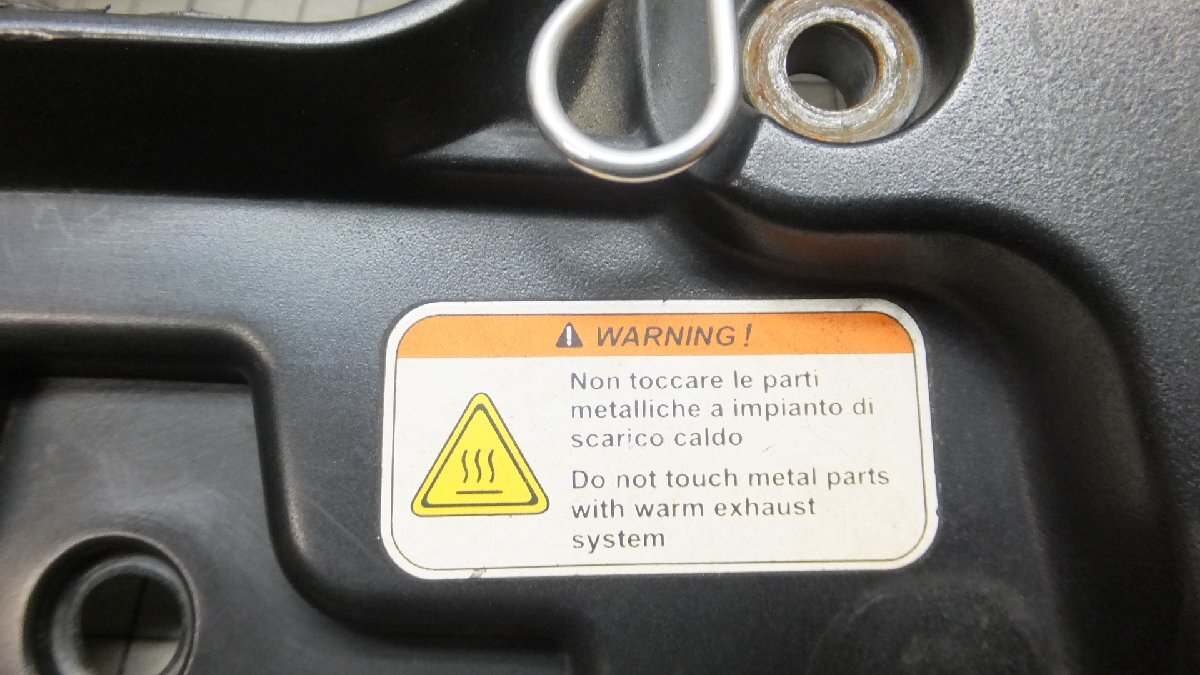 WARNING!
Non toccare le parti
metalliche a impianto di
scarico caldo
Do not touch metal parts
with warm exhaust
system